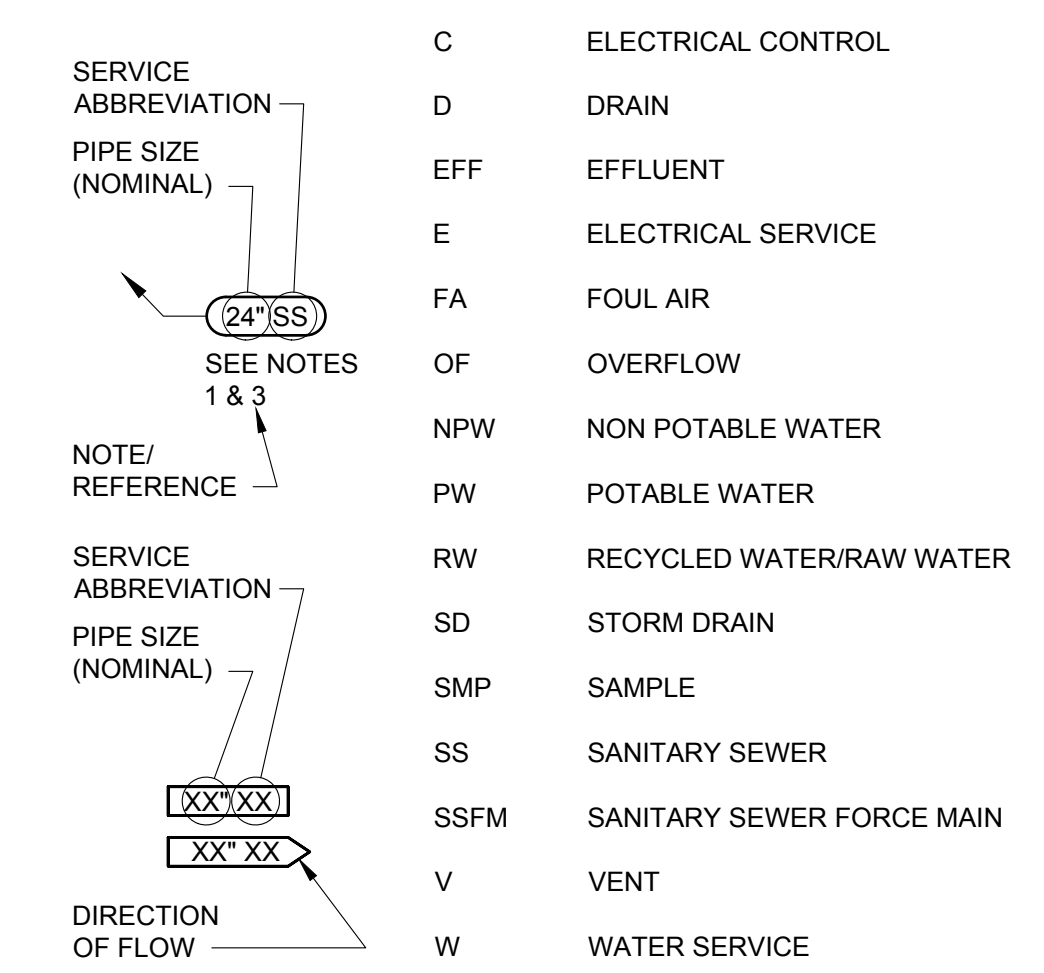 SERVICE
ABBREVIATION
PIPE SIZE
(NOMINAL)
24" SS
SEE NOTES
1 & 3
NOTE/
REFERENCE
SERVICE
ABBREVIATION
PIPE SIZE
(NOMINAL)
XX" XX
XX" XX
DIRECTION
OF FLOW
C ELECTRICAL CONTROL
D DRAIN
EFF EFFLUENT
E ELECTRICAL SERVICE
FA FOUL AIR
OF OVERFLOW
NPW NON POTABLE WATER
PW POTABLE WATER
RW RECYCLED WATER/RAW WATER
SD STORM DRAIN
SMP SAMPLE
SS SANITARY SEWER
SSFM SANITARY SEWER FORCE MAIN
V VENT
W WATER SERVICE